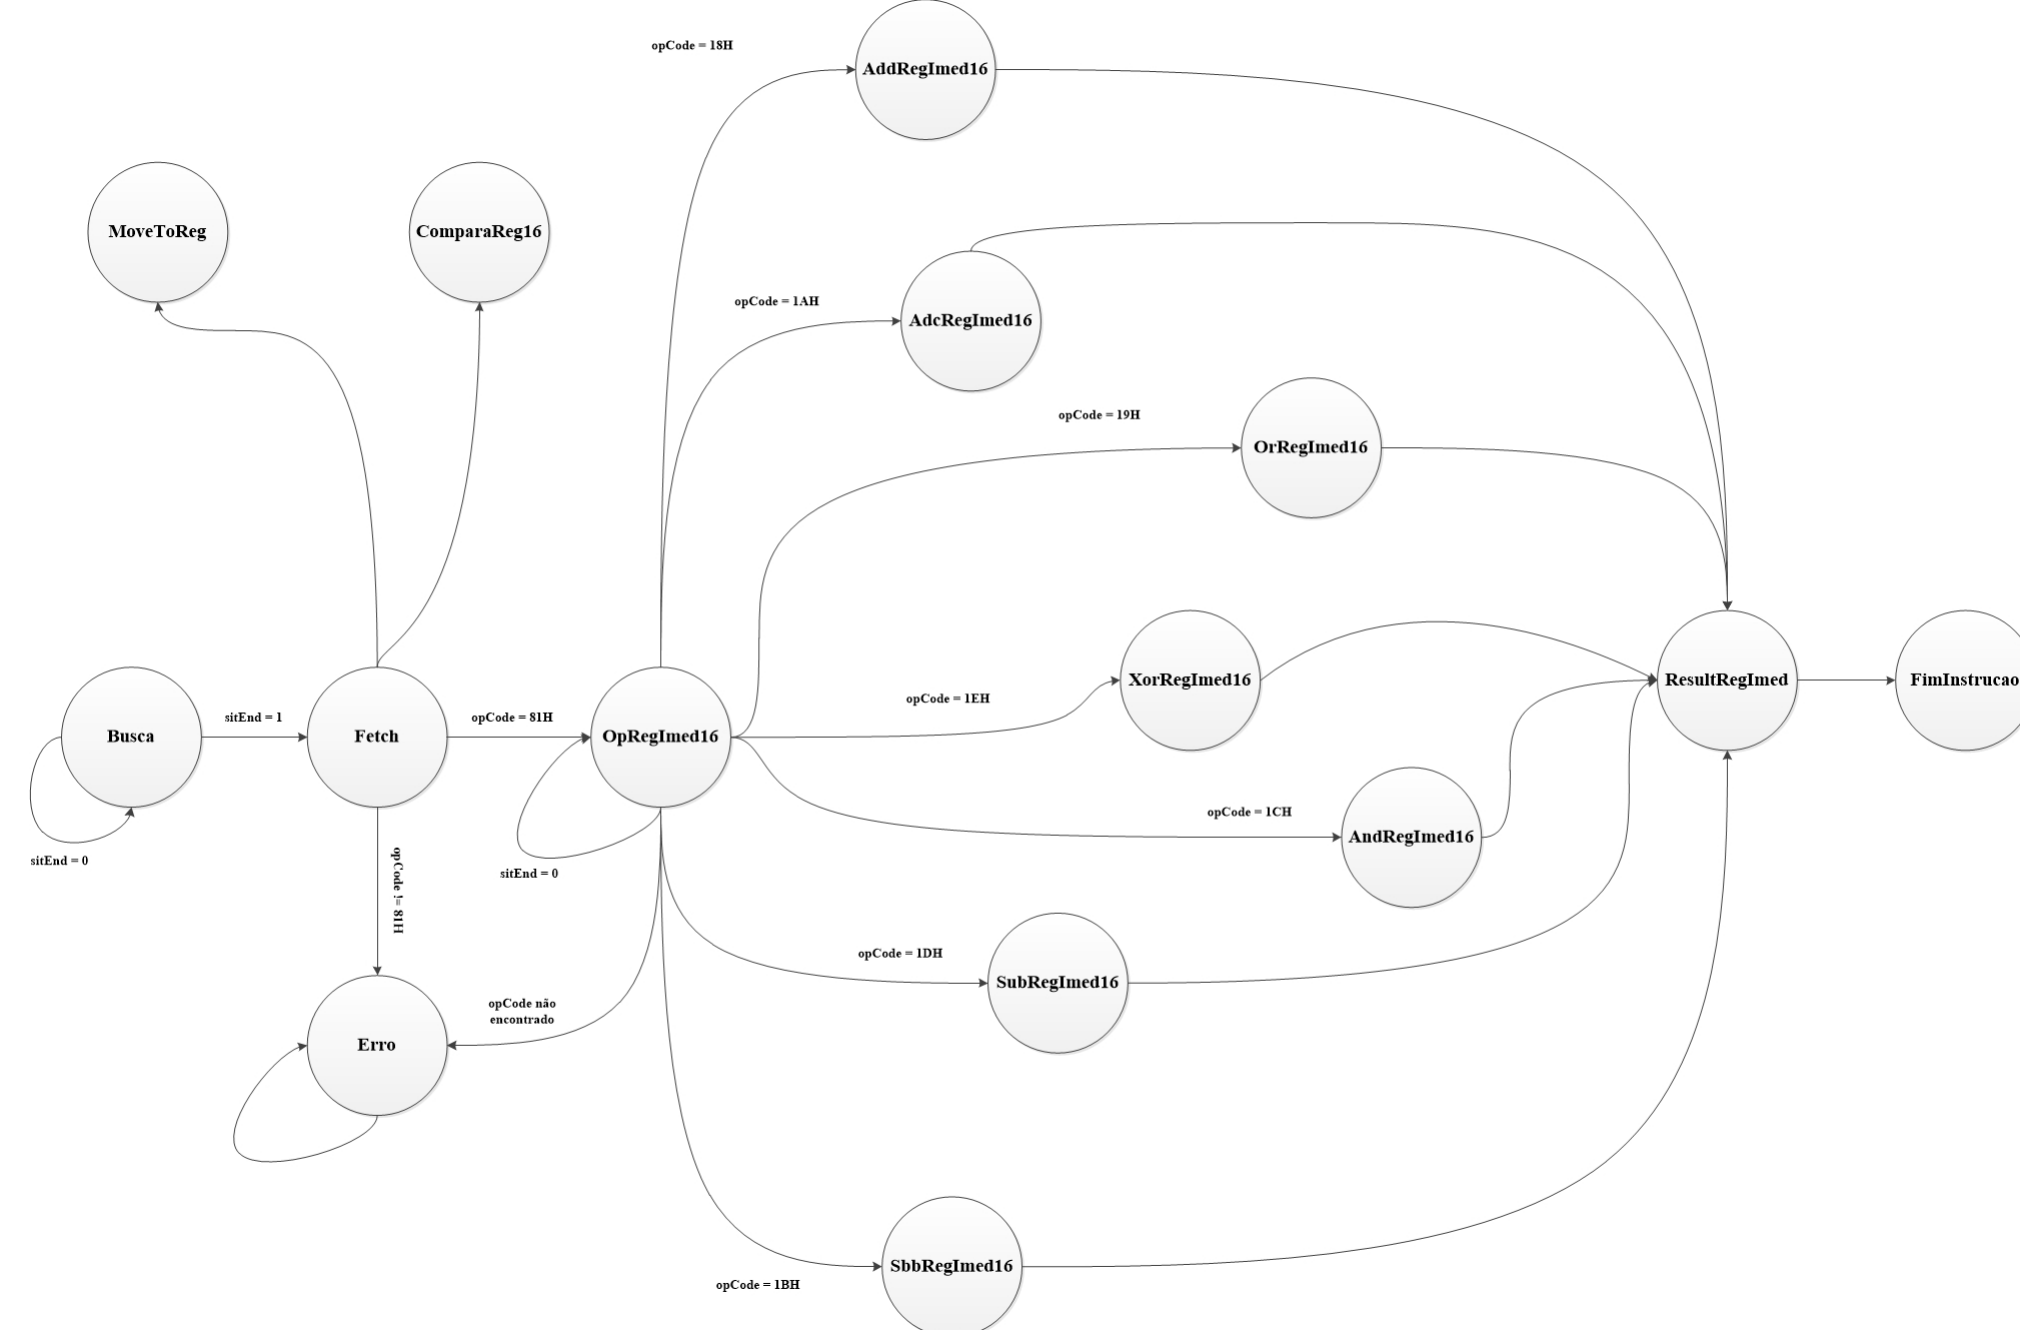 opCode = 18H
AddRegImed16
MoveToReg
ComparaReg16
opCode = 1AH
AdcRegImed16
opCode = 19H
OrRegImed16
opCode = 1EH
XorRegImed16
ResultRegImed
FimInstrucao
Busca
sitEnd = 1
Fetch
opCode = 81H
OpRegImed16
sitEnd = 0
sitEnd = 0
opCode != 81H
opCode = 1CH
AndRegImed16
opCode = 1DH
SubRegImed16
opCode não
encontrado
Erro
SbbRegImed16
opCode = 1BH